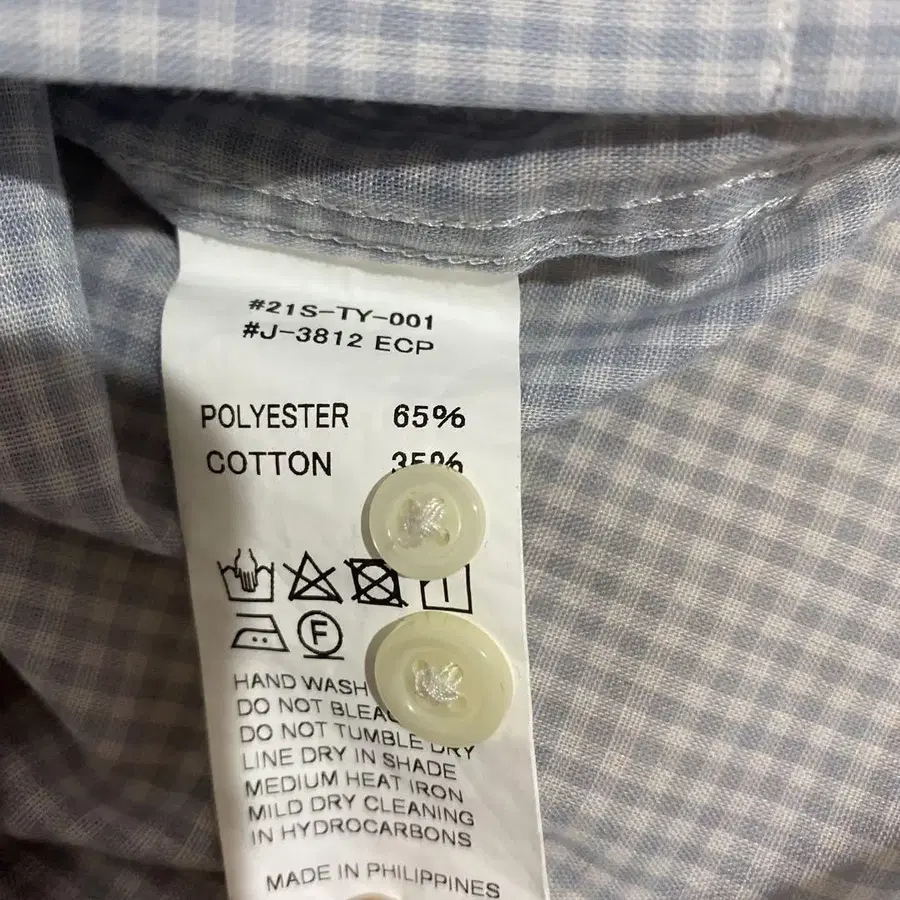 #21S-TY-001
#J-3812 ECP
POLYESTER 65%
COTTON 35%
F
HAND WASH
DO NOT BLEAC
DO NOT TUMBLE DRY
LINE DRY IN SHADE
MEDIUM HEAT IRON
MILD DRY CLEANING
IN HYDROCARBONS
MADE IN PHILIPPINES